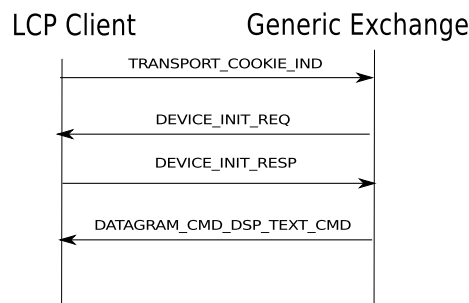 LCP Client
Generic Exchange
TRANSPORT_COOKIE_IND
DEVICE_INIT_REQ
DEVICE_INIT_RESP
DATAGRAM_CMD_DSP_TEXT_CMD